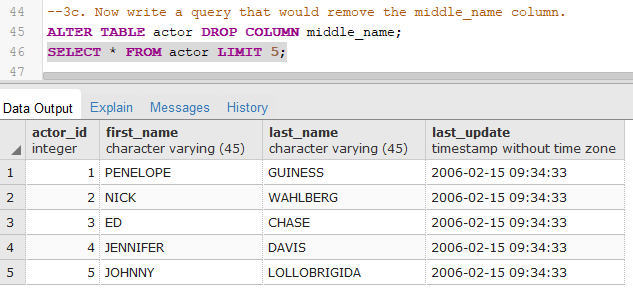 44 --3c. Now write a query that would remove the middle_name column.
45 ALTER TABLE actor DROP COLUMN middle_name;
46 SELECT * FROM actor LIMIT 5;
47
Data Output Explain Messages History
actor_id first_name last_name last_update
integer character varying (45) character varying (45) timestamp without time zone
1 1 PENELOPE GUINESS 2006-02-15 09:34:33
2 2 NICK WAHLBERG 2006-02-15 09:34:33
3 3 ED CHASE 2006-02-15 09:34:33
4 4 JENNIFER DAVIS 2006-02-15 09:34:33
5 5 JOHNNY LOLLOBRIGIDA 2006-02-15 09:34:33